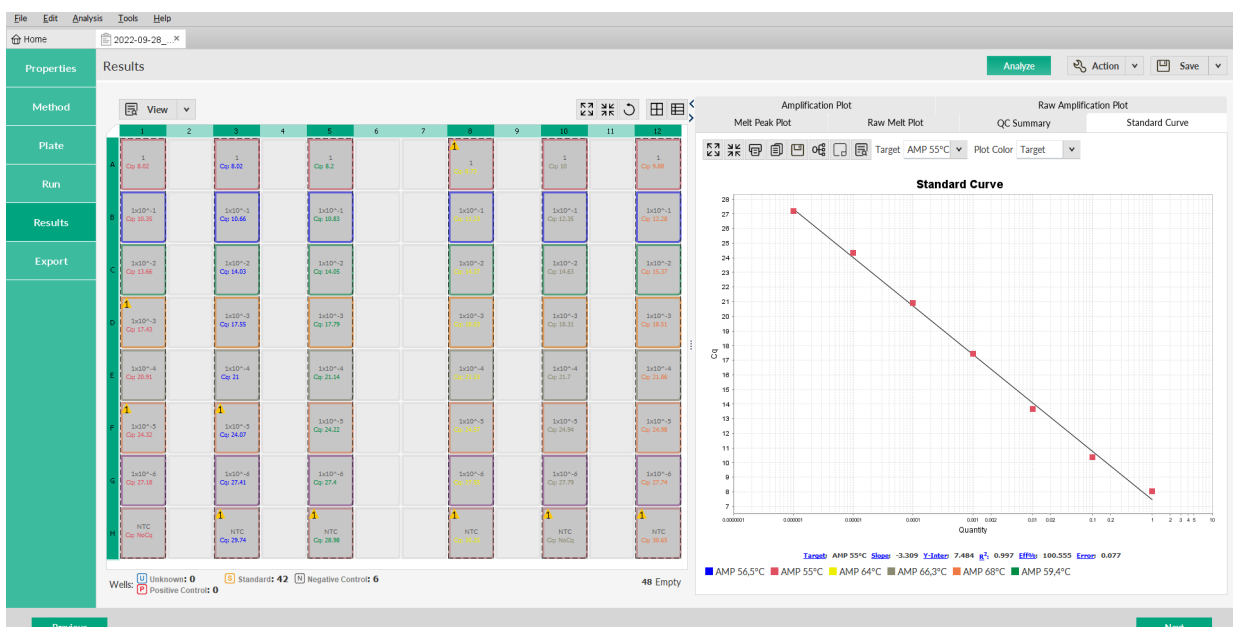 File Edit Analysis Tools Help
Home 2022-09-28_...×
Properties Results Analyze Action Save
Method
Plate
Run
Results
Export
View
1 2 3 4 5 6 7 8 9 10 11 12
A 1 1 1 1 1 1 1
Cq: 8.02 Cq: 8.02 Cq: 8.2 Cq: 10
B 1x10^-1 1x10^-1 1x10^-1 1x10^-1 1x10^-1 1x10^-1
Cq: 10.35 Cq: 10.66 Cq: 10.83 Cq: 12.35 Cq: 12.28
C 1x10^-2 1x10^-2 1x10^-2 1x10^-2 1x10^-2 1x10^-2
Cq: 13.66 Cq: 14.03 Cq: 14.05 Cq: 14.63 Cq: 15.37
1
D 1x10^-3 1x10^-3 1x10^-3 1x10^-3 1x10^-3 1x10^-3
Cq: 17.43 Cq: 17.55 Cq: 17.79 Cq: 18.31 Cq: 18.51
E 1x10^-4 1x10^-4 1x10^-4 1x10^-4 1x10^-4 1x10^-4
Cq: 20.91 Cq: 21 Cq: 21.14 Cq: 21.7 Cq: 21.86
1 1
F 1x10^-5 1x10^-5 1x10^-5 1x10^-5 1x10^-5 1x10^-5
Cq: 24.32 Cq: 24.07 Cq: 24.22 Cq: 24.94 Cq: 24.98
G 1x10^-6 1x10^-6 1x10^-6 1x10^-6 1x10^-6 1x10^-6
Cq: 27.18 Cq: 27.41 Cq: 27.4 Cq: 27.79 Cq: 27.74
1 1 1 1 1
H NTC NTC NTC NTC NTC NTC
Cq: NoCq Cq: 29.74 Cq: 28.98 Cq: NoCq Cq: 30.65
Wells: U Unknown: 0 S Standard: 42 N Negative Control: 6 48 Empty
P Positive Control: 0
Amplification Plot Raw Amplification Plot
Melt Peak Plot Raw Melt Plot QC Summary Standard Curve
Target AMP 55°C Plot Color Target
Standard Curve
28
27
26
25
24
23
22
21
20
19
18
17
16
15
14
13
12
11
10
9
8
7
Cq
0.0000001 0.000001 0.00001 0.0001 0.001 0.002 0.01 0.02 0.1 0.2 1 2 3 4 5 10
Quantity
Target: AMP 55°C Slope: -3.309 Y-Inter: 7.484 R²: 0.997 Eff%: 100.555 Error: 0.077
AMP 56,5°C AMP 55°C AMP 64°C AMP 66,3°C AMP 68°C AMP 59,4°C
Previous Next